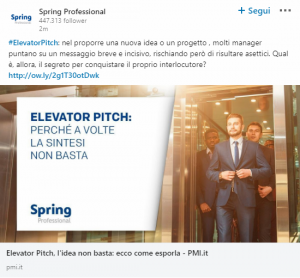 Spring Professional
447.313 follower
2m
+ Segui
#ElevatorPitch: nel proporre una nuova idea o un progetto , molti manager
puntano su un messaggio breve e incisivo, rischiando però di risultare asettici. Qual
è, allora, il segreto per conquistare il proprio interlocutore?
http://ow.ly/2g1T30otDwk
ELEVATOR PITCH:
PERCHÉ A VOLTE
LA SINTESI
NON BASTA
Spring
Professional
Elevator Pitch, l'idea non basta: ecco come esporla - PMI.it
pmi.it